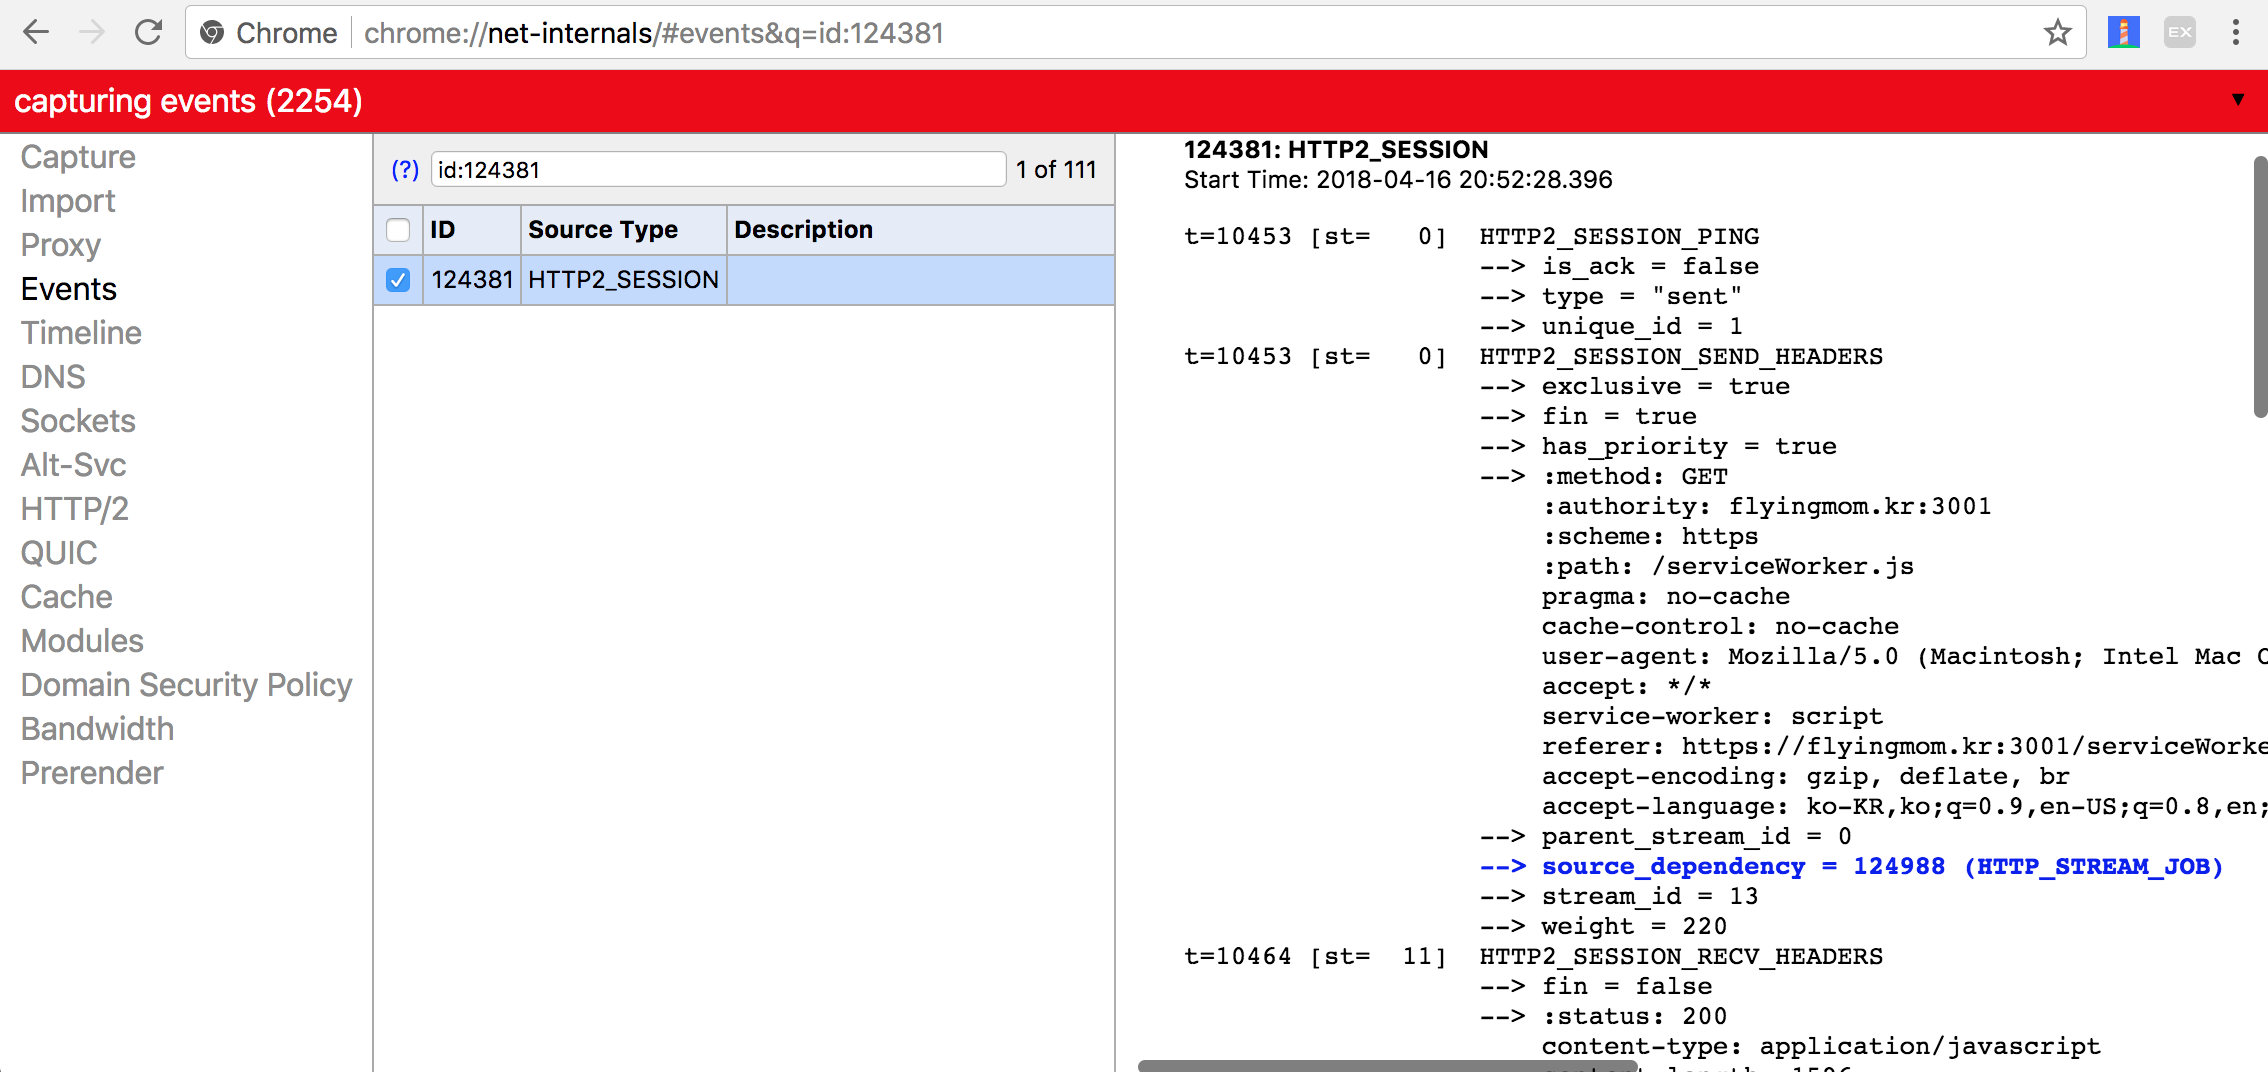 Chrome chrome://net-internals/#events&q=id:124381
EX
capturing events (2254)
▼
Capture
Import
Proxy
Events
Timeline
DNS
Sockets
Alt-Svc
HTTP/2
QUIC
Cache
Modules
Domain Security Policy
Bandwidth
Prerender
(?) id:124381 1 of 111
ID Source Type Description
124381 HTTP2_SESSION
124381: HTTP2_SESSION
Start Time: 2018-04-16 20:52:28.396
t=10453 [st= 0] HTTP2_SESSION_PING
--> is_ack = false
--> type = "sent"
--> unique_id = 1
t=10453 [st= 0] HTTP2_SESSION_SEND_HEADERS
--> exclusive = true
--> fin = true
--> has_priority = true
--> :method: GET
:authority: flyingmom.kr:3001
:scheme: https
:path: /serviceWorker.js
pragma: no-cache
cache-control: no-cache
user-agent: Mozilla/5.0 (Macintosh; Intel Mac
accept: */*
service-worker: script
referer: https://flyingmom.kr:3001/serviceWorke
accept-encoding: gzip, deflate, br
accept-language: ko-KR,ko;q=0.9,en-US;q=0.8,en;
--> parent_stream_id = 0
--> source_dependency = 124988 (HTTP_STREAM_JOB)
--> stream_id = 13
--> weight = 220
t=10464 [st= 11] HTTP2_SESSION_RECV_HEADERS
--> fin = false
--> :status: 200
content-type: application/javascript